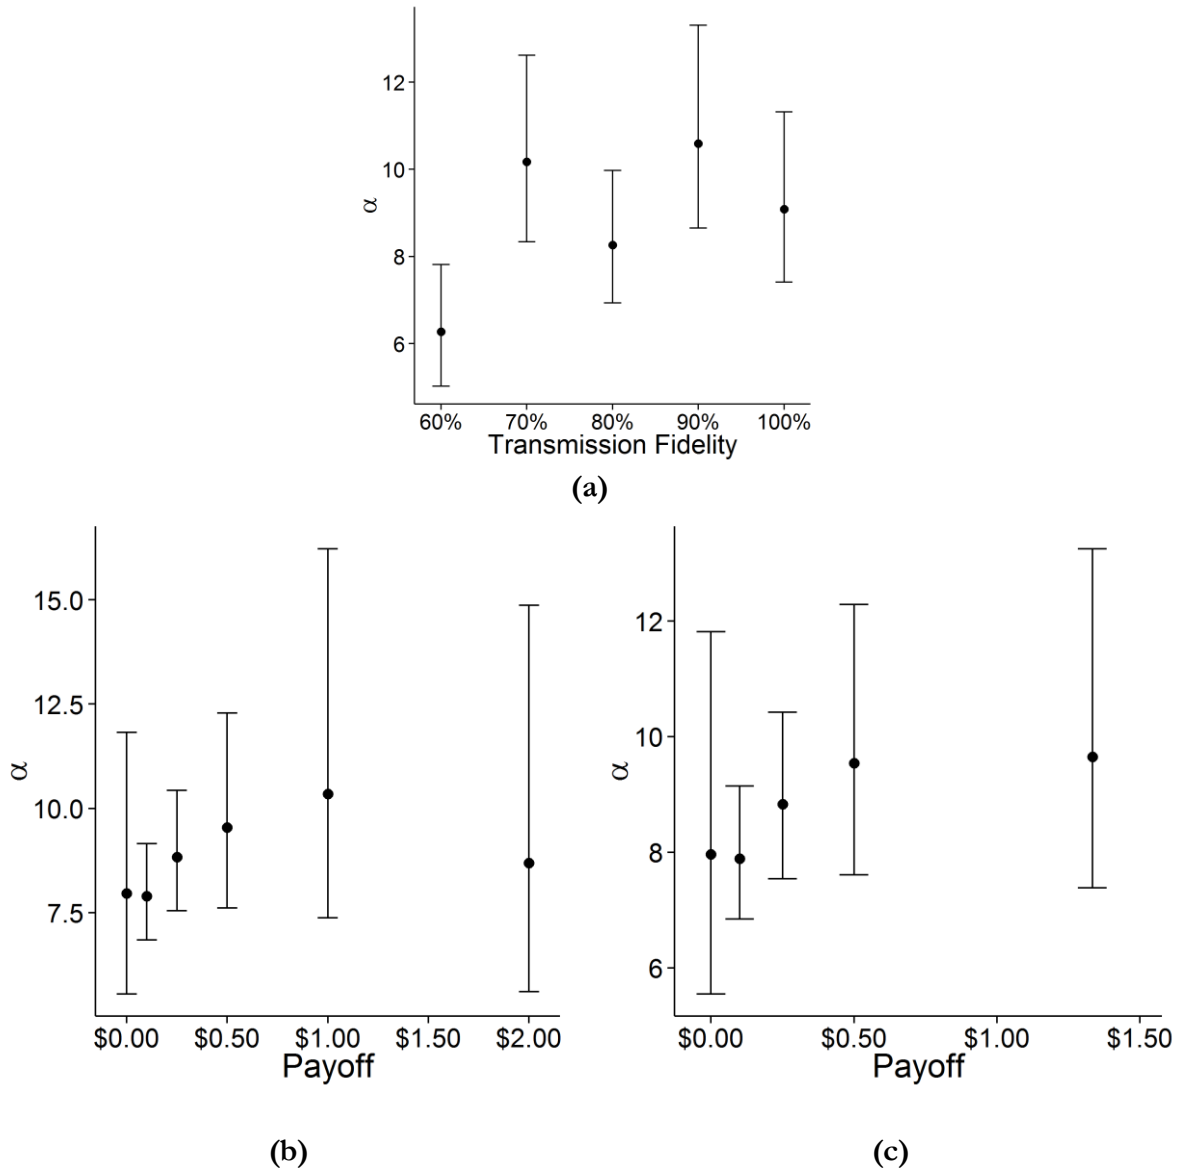 12
10
8
6
α
60% 70% 80% 90% 100%
Transmission Fidelity
(a)
15.0
12.5
10.0
7.5
α
$0.00 $0.50 $1.00 $1.50 $2.00
Payoff
(b)
12
10
8
6
α
$0.00 $0.50 $1.00 $1.50
Payoff
(c)